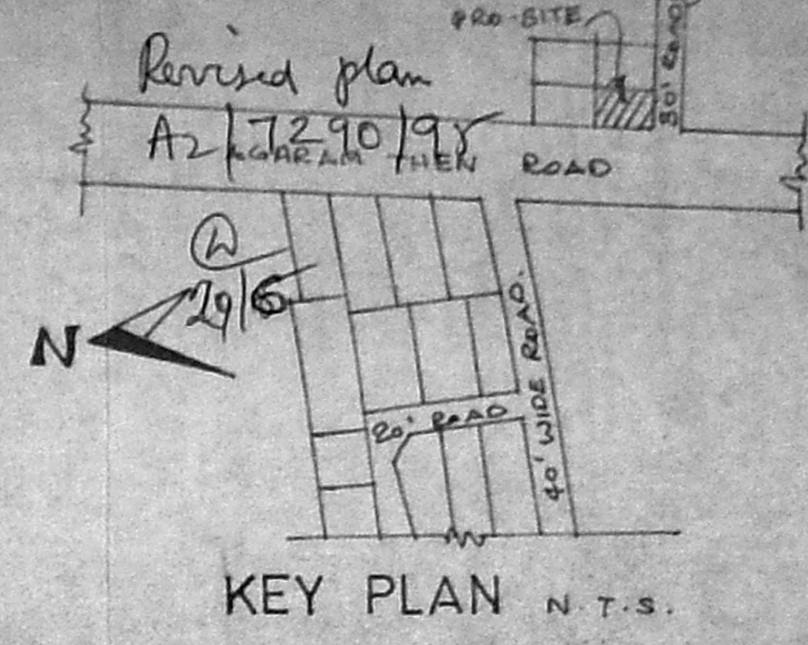 PRO-SITE
30' ROAD
Revised plan
A2/7290/95
AGARAM THEN ROAD
29/6
N
40' WIDE ROAD.
20' ROAD
KEY PLAN N.T.S.